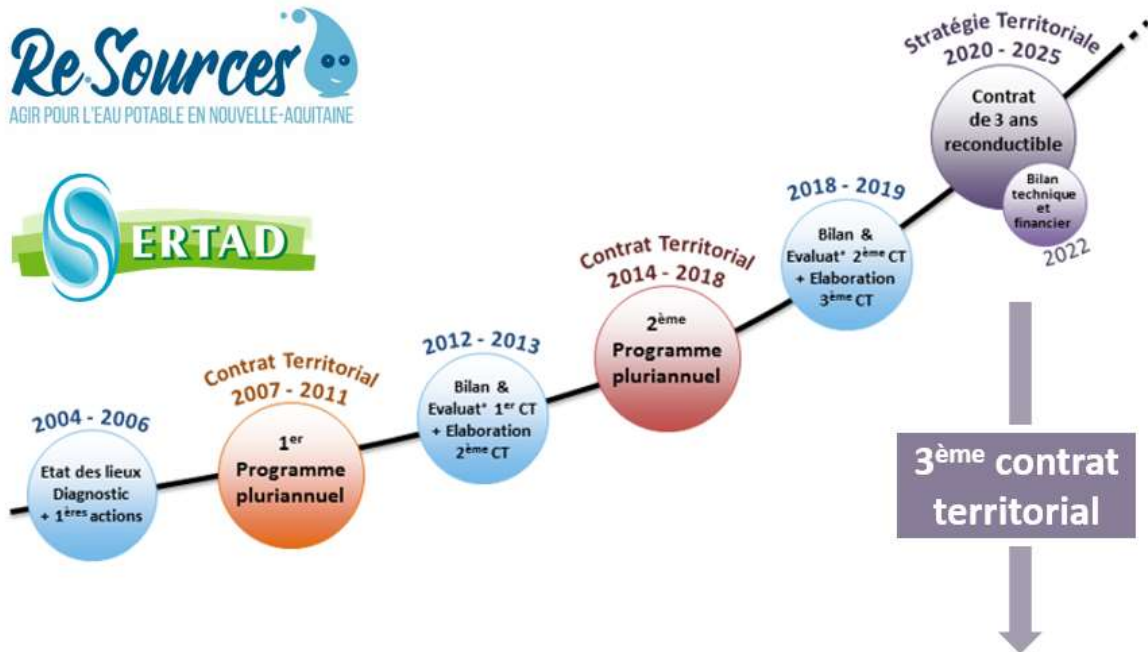 Re.Sources
AGIR POUR L'EAU POTABLE EN NOUVELLE-AQUITAINE
SERTAD
2004 - 2006
Etat des lieux
Diagnostic
+ 1ères actions
Contrat Territorial
2007 - 2011
1er
Programme
pluriannuel
2012 - 2013
Bilan &
Evaluat° 1er CT
+ Elaboration
2ème CT
Contrat Territorial
2014 - 2018
2ème
Programme
pluriannuel
2018 - 2019
Bilan &
Evaluat° 2ème CT
+ Elaboration
3ème CT
Stratégie Territoriale
2020 - 2025
Contrat
de 3 ans
reconductible
Bilan
technique
et
financier
2022
3ème contrat
territorial